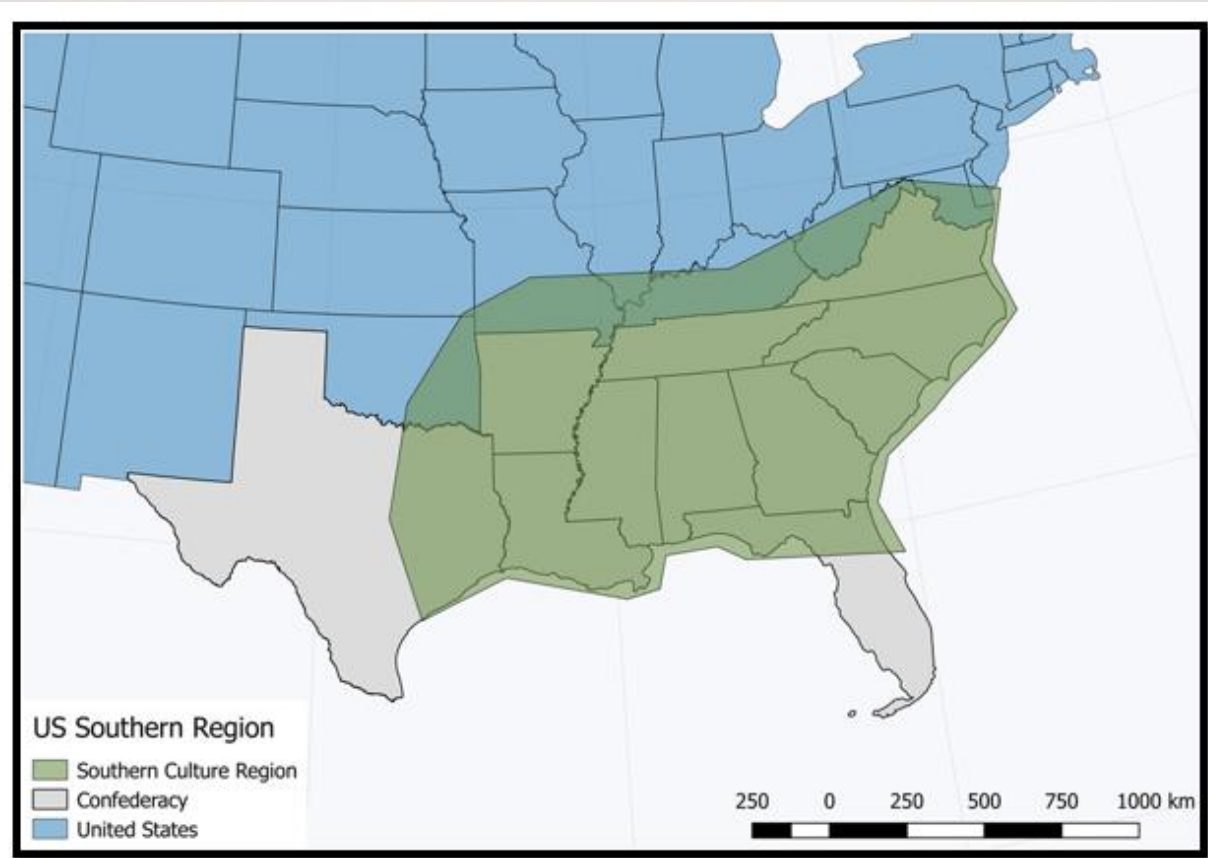 US Southern Region
Southern Culture Region
Confederacy
United States
250 0 250 500 750 1000 km